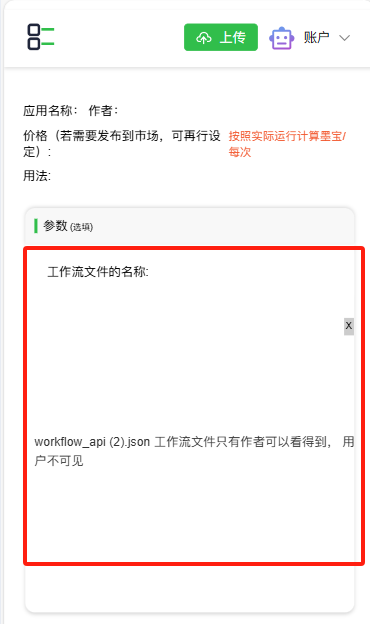 上传
账户
应用名称： 作者：
价格（若需要发布到市场，可再行设
定）:
按照实际运行计算墨宝/
每次
用法:
参数 (选填)
工作流文件的名称:
X
workflow_api (2).json 工作流文件只有作者可以看得到， 用
户不可见